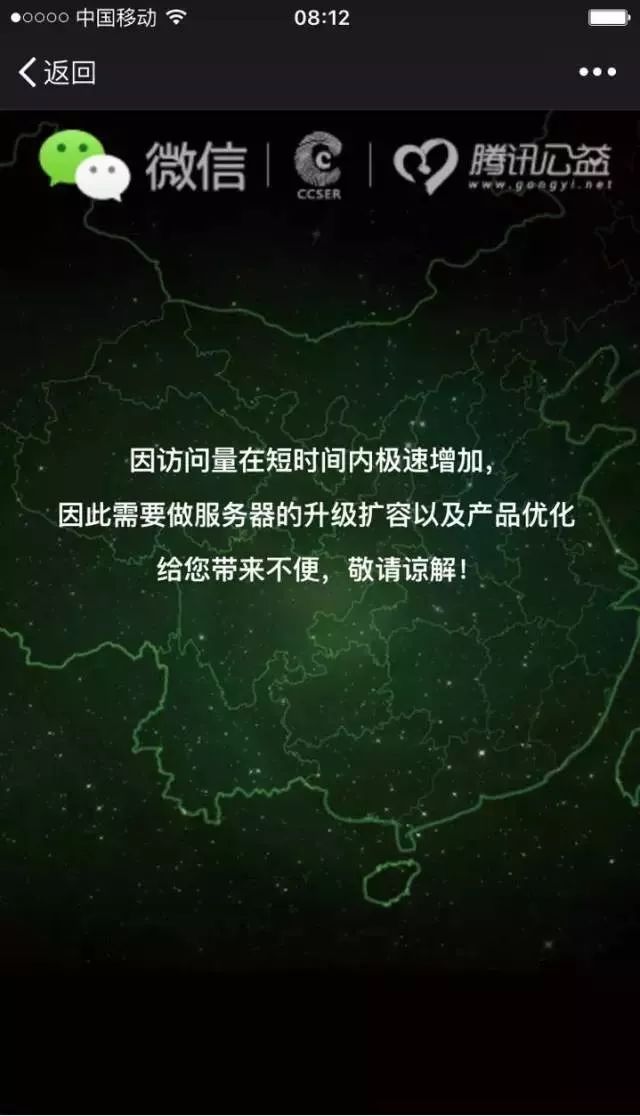 中国移动
08:12
返回
微信
CCSER
腾讯公益
www.gongyi.net
因访问量在短时间内极速增加，
因此需要做服务器的升级扩容以及产品优化
给您带来不便，敬请谅解！